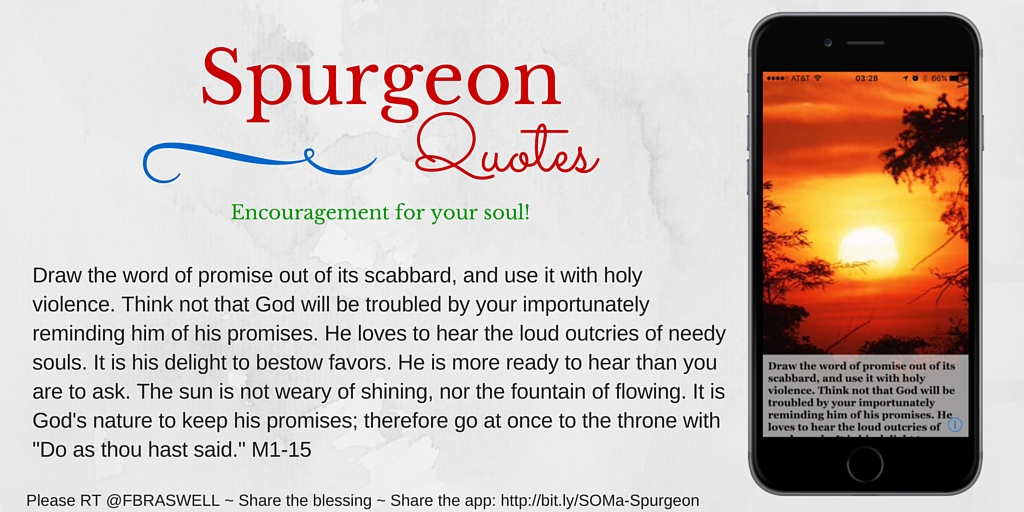 Spurgeon
Quotes
Encouragement for your soul!
Draw the word of promise out of its scabbard, and use it with holy
violence. Think not that God will be troubled by your importunately
reminding him of his promises. He loves to hear the loud outcries of needy
souls. It is his delight to bestow favors. He is more ready to hear than you
are to ask. The sun is not weary of shining, nor the fountain of flowing. It is
God's nature to keep his promises; therefore go at once to the throne with
"Do as thou hast said." M1-15
Please RT @FBRASWELL ~ Share the blessing ~ Share the app: http://bit.ly/SOMa-Spurgeon
AT&T 03:28 66%
Draw the word of promise out of its
scabbard, and use it with holy
violence. Think not that God will be
troubled by your importunately
reminding him of his promises. He
loves to hear the loud outcries of